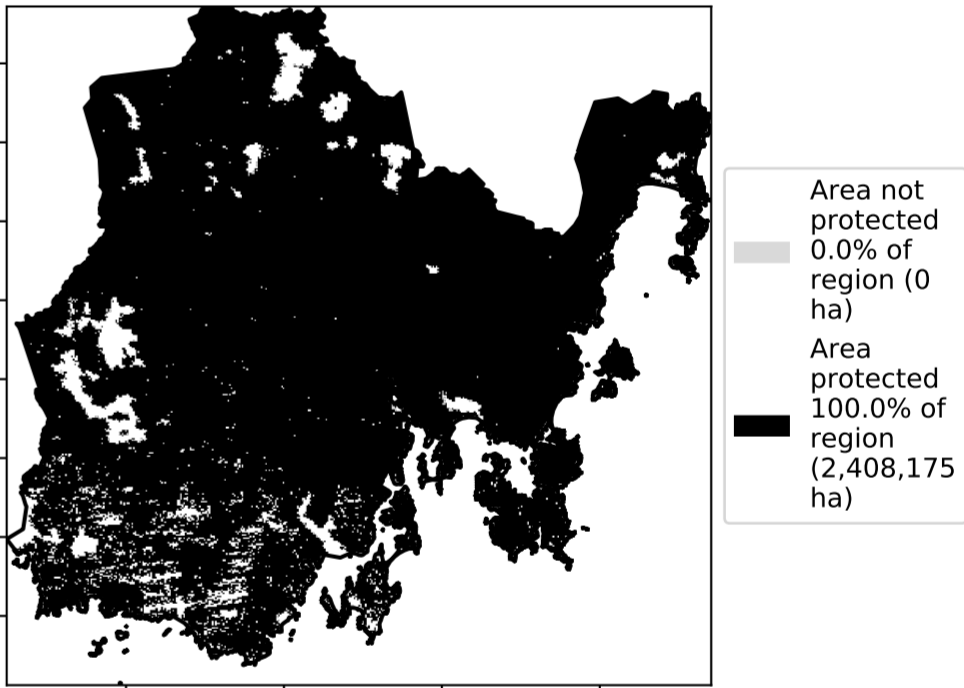 Area not
protected
0.0% of
region (0
ha)
Area
protected
100.0% of
region
(2,408,175
ha)